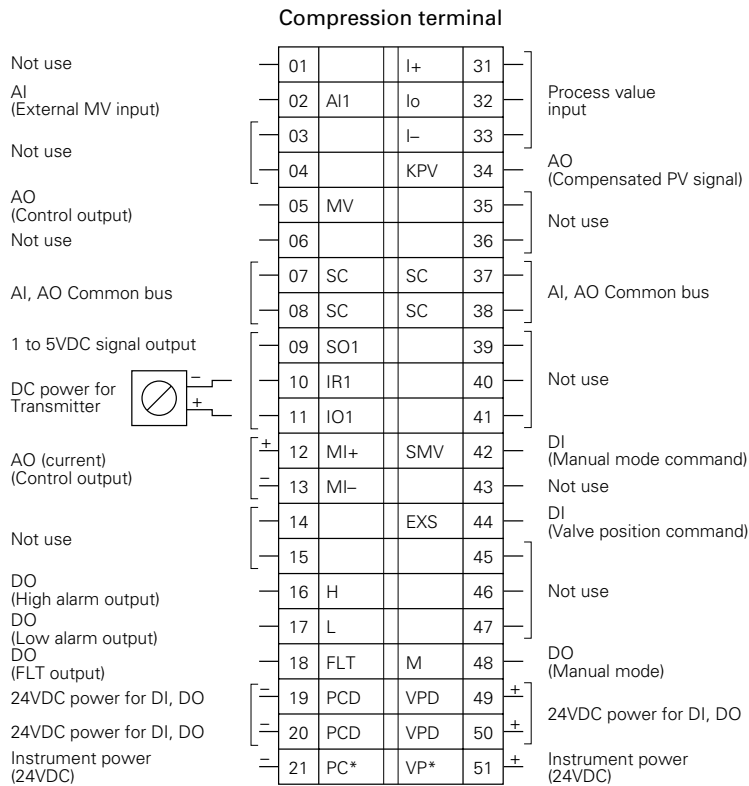 Compression terminal
Not use 01 I+ 31
AI
(External MV input) 02 AI1 Io 32 Process value
input
Not use 03 I– 33
04 KPV 34 AO
(Compensated PV signal)
AO
(Control output) 05 MV 35 Not use
Not use 06 36
AI, AO Common bus 07 SC SC 37 AI, AO Common bus
08 SC SC 38
1 to 5VDC signal output 09 SO1 39
DC power for
Transmitter – 10 IR1 40 Not use
+ 11 IO1 41
AO (current)
(Control output) + 12 MI+ SMV 42 DI
(Manual mode command)
– 13 MI– 43 Not use
Not use 14 EXS 44 DI
(Valve position command)
15 45
DO
(High alarm output) 16 H 46 Not use
DO
(Low alarm output) 17 L 47
DO
(FLT output) 18 FLT M 48 DO
(Manual mode)
24VDC power for DI, DO – 19 PCD VPD 49 + 24VDC power for DI, DO
24VDC power for DI, DO – 20 PCD VPD 50 +
Instrument power
(24VDC) – 21 PC* VP* 51 + Instrument power
(24VDC)